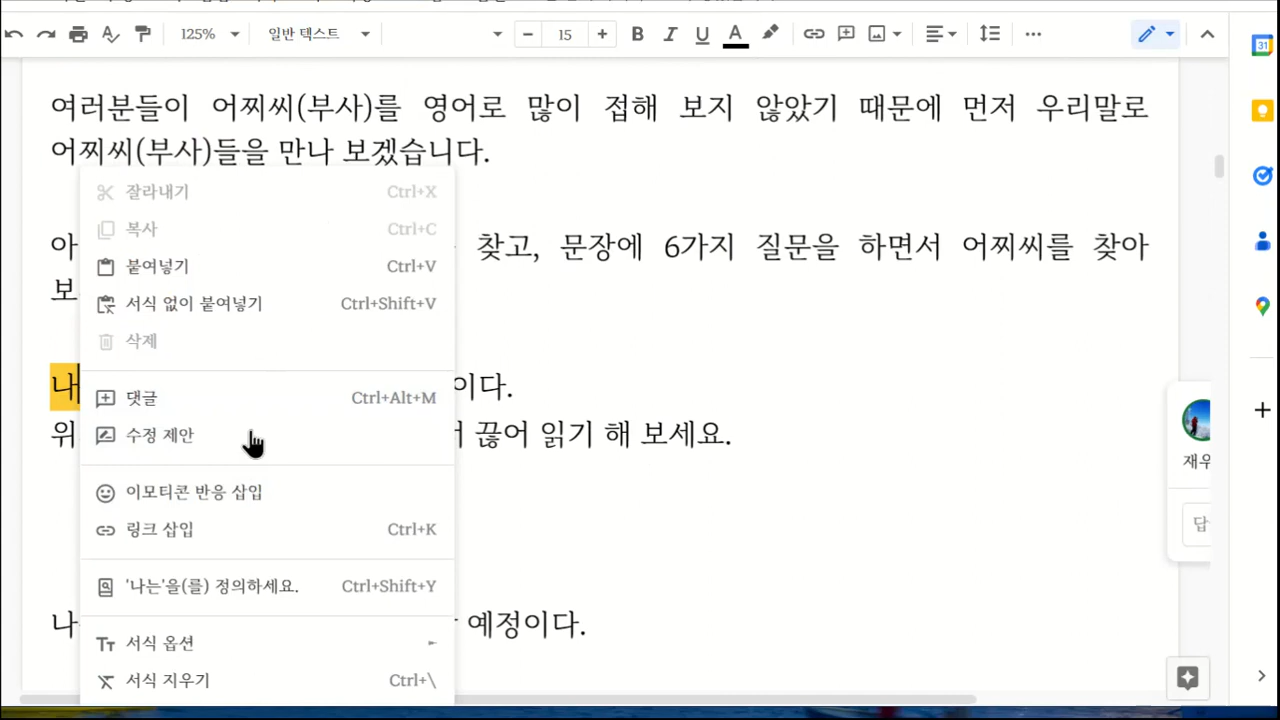 125% 일반 텍스트 15
31
여러분들이 어찌씨(부사)를 영어로 많이 접해 보지 않았기 때문에 먼저 우리말로
어찌씨(부사)들을 만나 보겠습니다.
잘라내기 Ctrl+X
복사 Ctrl+C
아 찾고, 문장에 6가지 질문을 하면서 어찌씨를 찾아
붙여넣기 Ctrl+V
보
서식 없이 붙여넣기 Ctrl+Shift+V
삭제
나 이다.
댓글 Ctrl+Alt+M
위 끊어 읽기 해 보세요.
수정 제안
재우
이모티콘 반응 삽입
답
링크 삽입 Ctrl+K
'나는'을(를) 정의하세요. Ctrl+Shift+Y
나 예정이다.
서식 옵션
서식 지우기 Ctrl+\